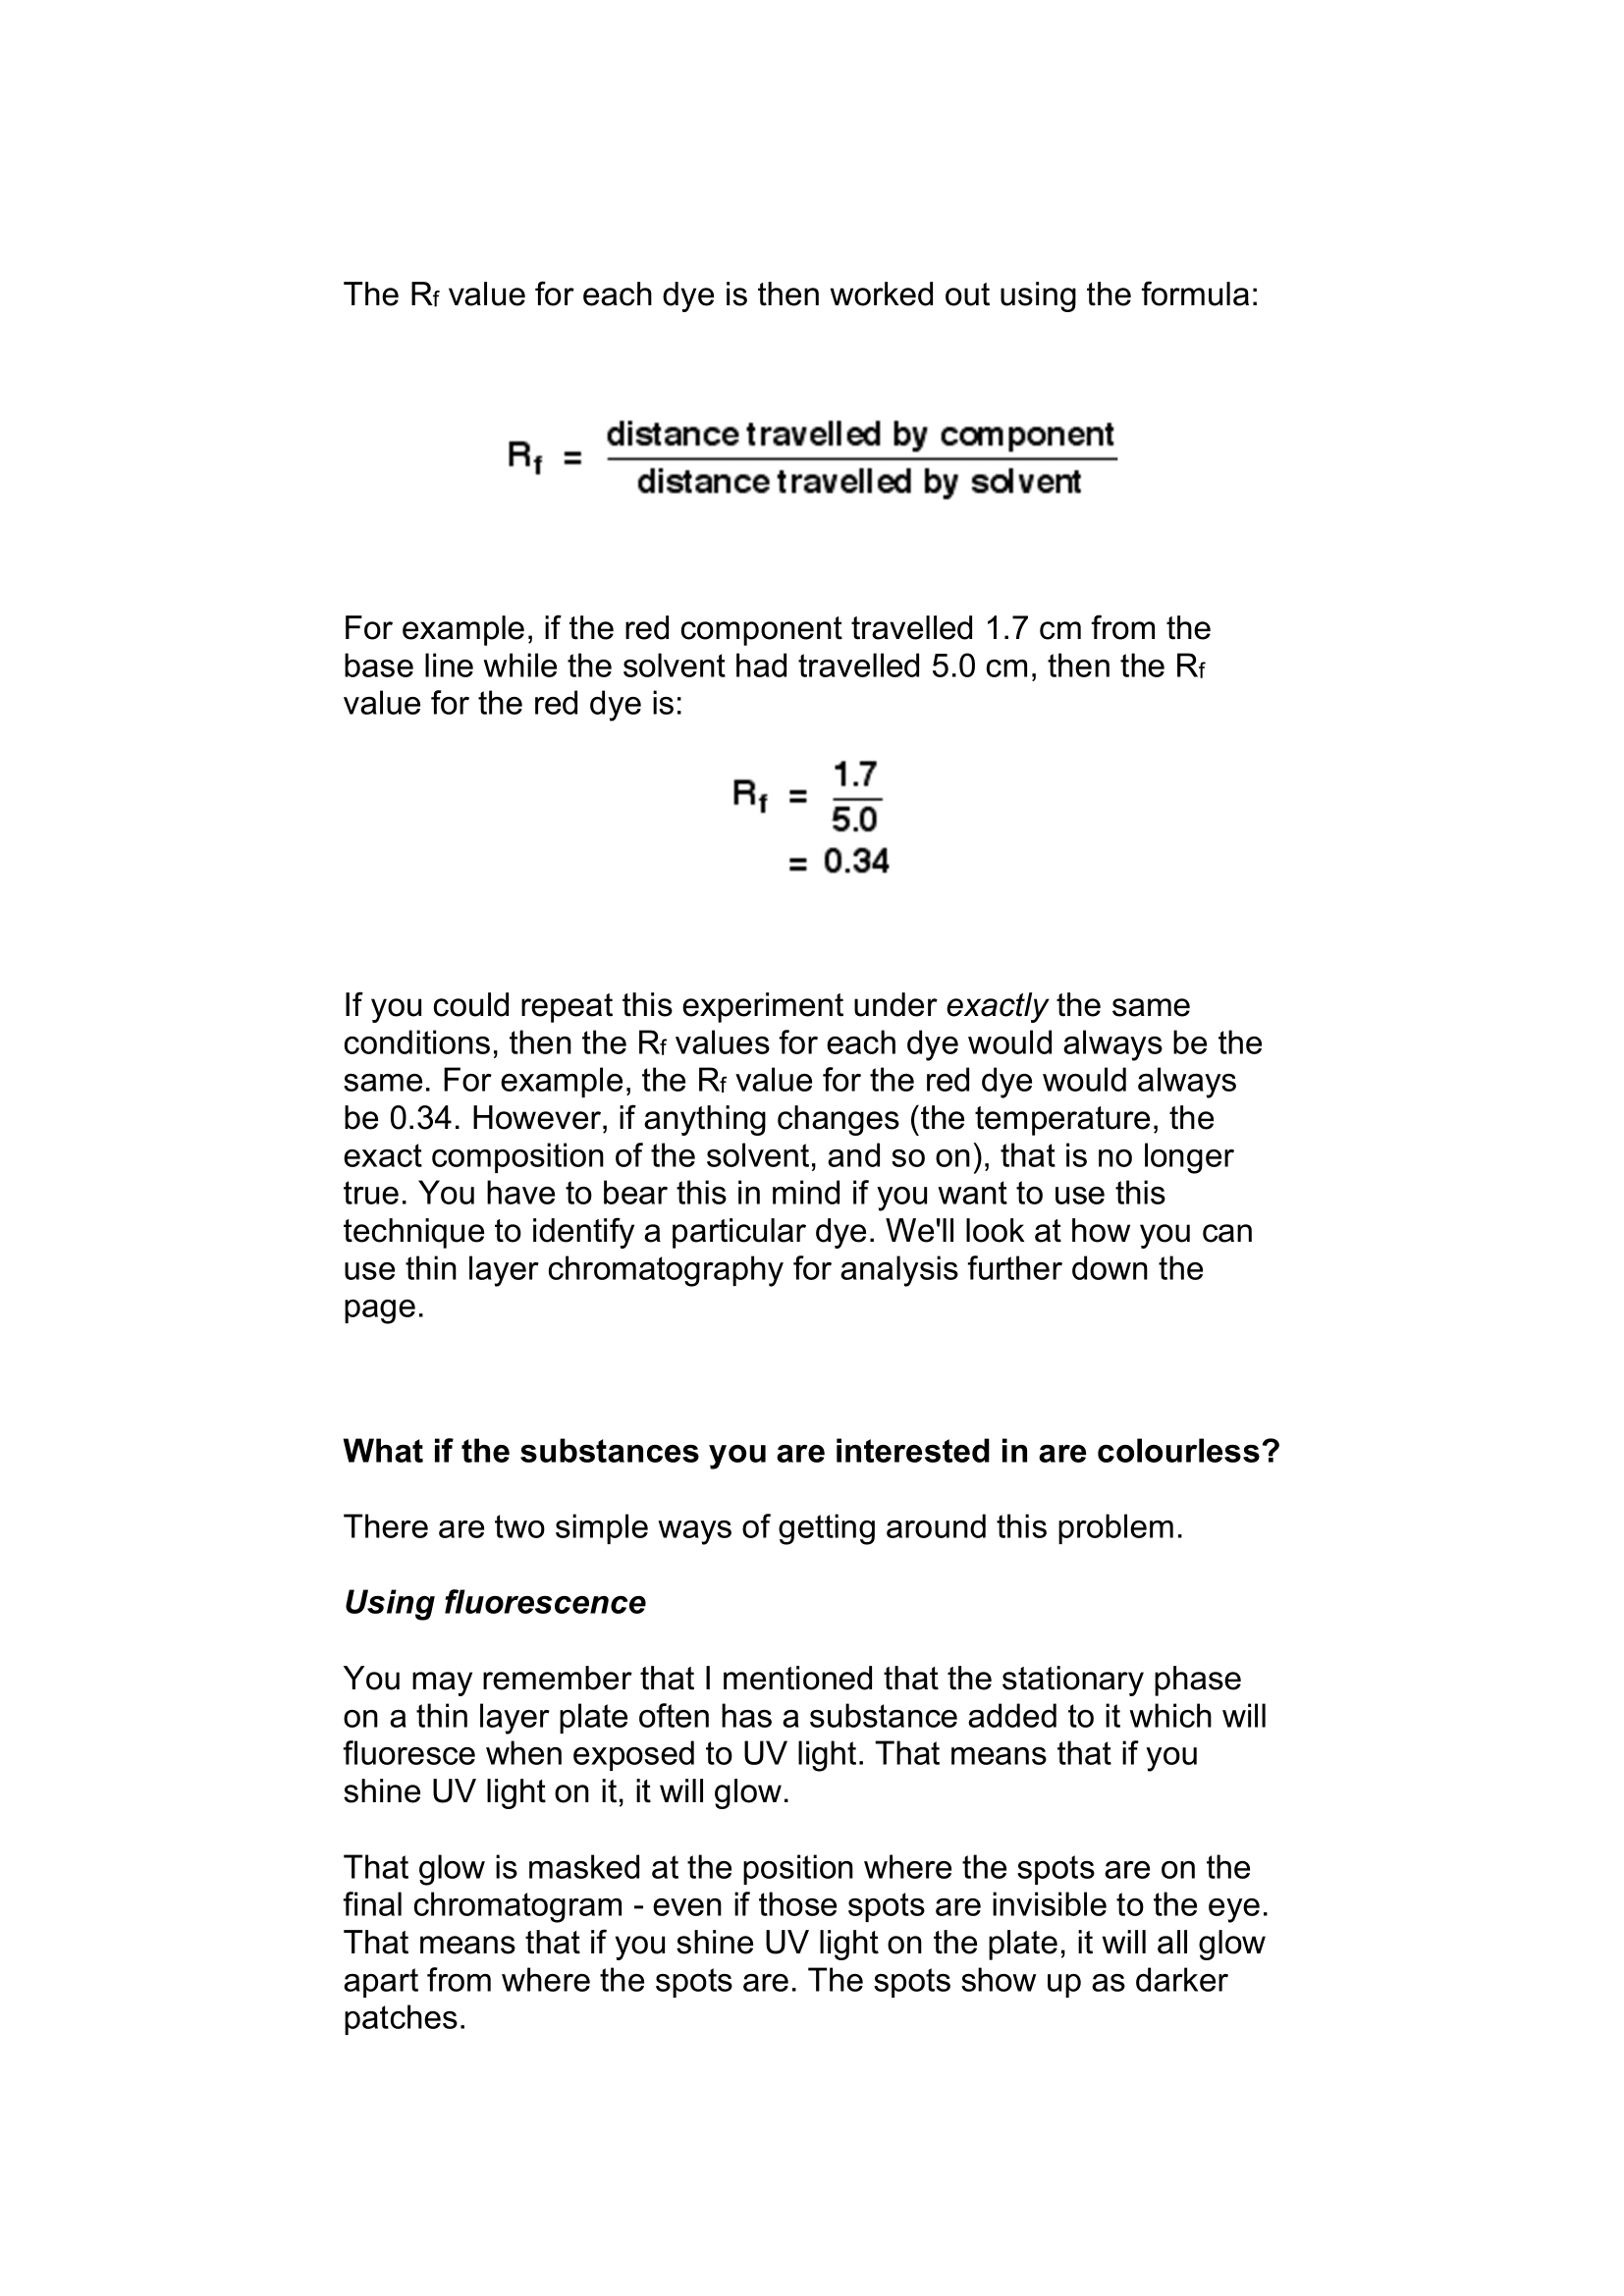 The Rf value for each dye is then worked out using the formula:
Rf = distance travelled by component
distance travelled by solvent
For example, if the red component travelled 1.7 cm from the
base line while the solvent had travelled 5.0 cm, then the Rf
value for the red dye is:
Rf = 1.7
5.0
= 0.34
If you could repeat this experiment under exactly the same
conditions, then the Rf values for each dye would always be the
same. For example, the Rf value for the red dye would always
be 0.34. However, if anything changes (the temperature, the
exact composition of the solvent, and so on), that is no longer
true. You have to bear this in mind if you want to use this
technique to identify a particular dye. We'll look at how you can
use thin layer chromatography for analysis further down the
page.
What if the substances you are interested in are colourless?
There are two simple ways of getting around this problem.
Using fluorescence
You may remember that I mentioned that the stationary phase
on a thin layer plate often has a substance added to it which will
fluoresce when exposed to UV light. That means that if you
shine UV light on it, it will glow.
That glow is masked at the position where the spots are on the
final chromatogram - even if those spots are invisible to the eye.
That means that if you shine UV light on the plate, it will all glow
apart from where the spots are. The spots show up as darker
patches.